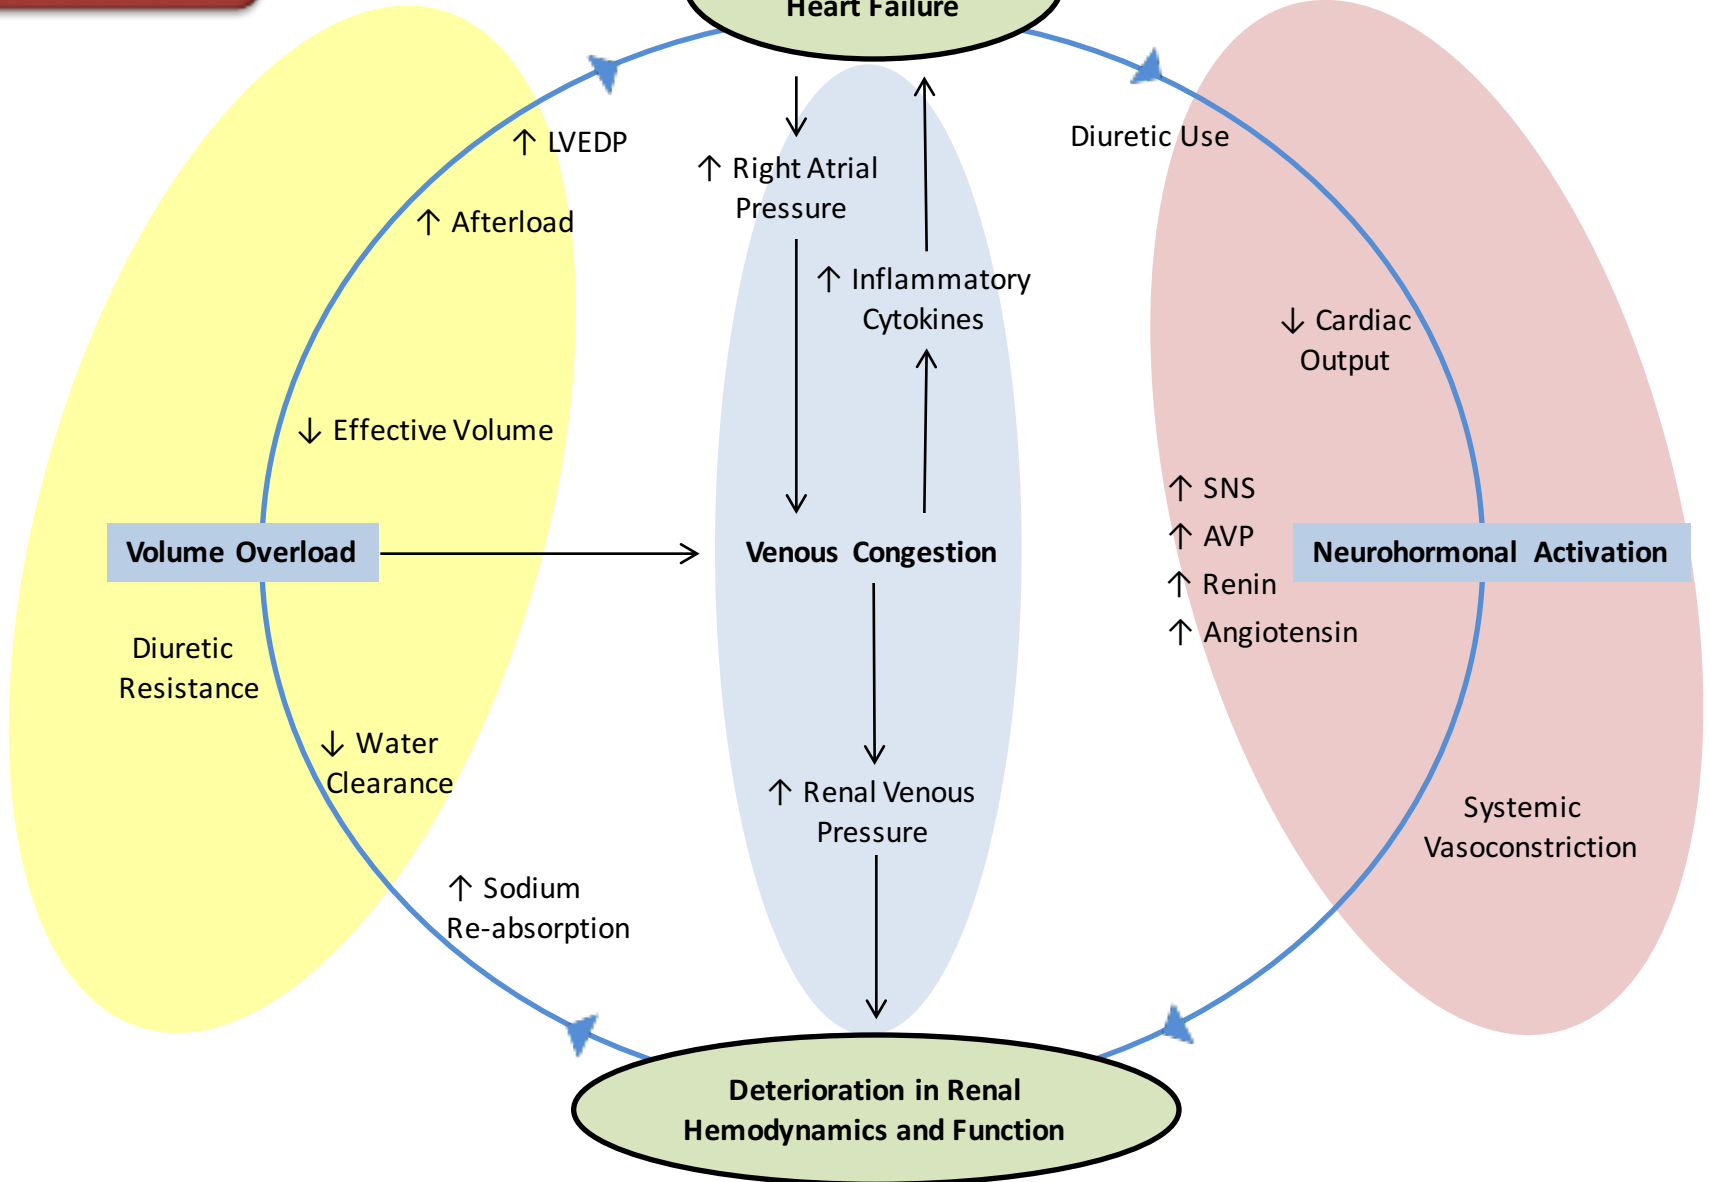 Heart Failure
↑ LVEDP
↑ Afterload
↓ Effective Volume
Volume Overload
Diuretic
Resistance
↓ Water
Clearance
↑ Sodium
Re-absorption
↑ Right Atrial
Pressure
↑ Inflammatory
Cytokines
Venous Congestion
↑ Renal Venous
Pressure
Diuretic Use
↓ Cardiac
Output
↑ SNS
↑ AVP
↑ Renin
↑ Angiotensin
Neurohormonal Activation
Systemic
Vasoconstriction
Deterioration in Renal
Hemodynamics and Function